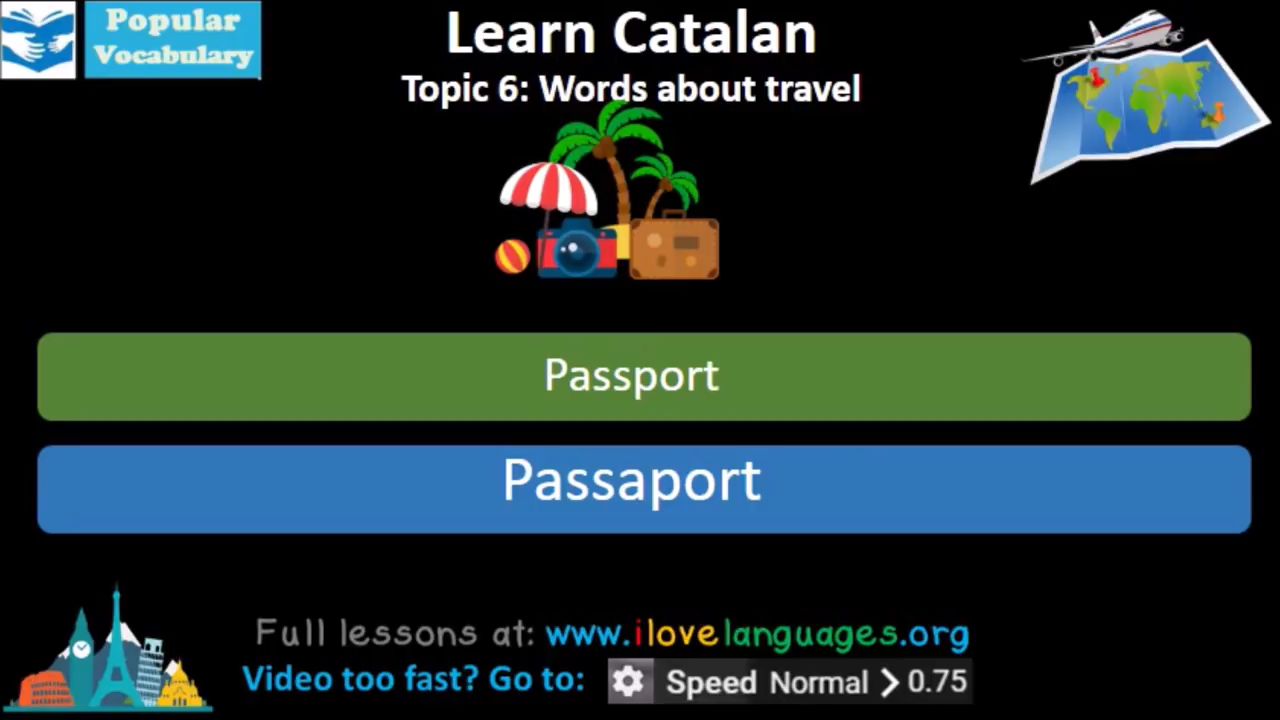 Popular
Vocabulary
Learn Catalan
Topic 6: Words about travel
Passport
Passaport
Full lessons at: www.ilovelanguages.org
Video too fast? Go to: Speed Normal > 0.75